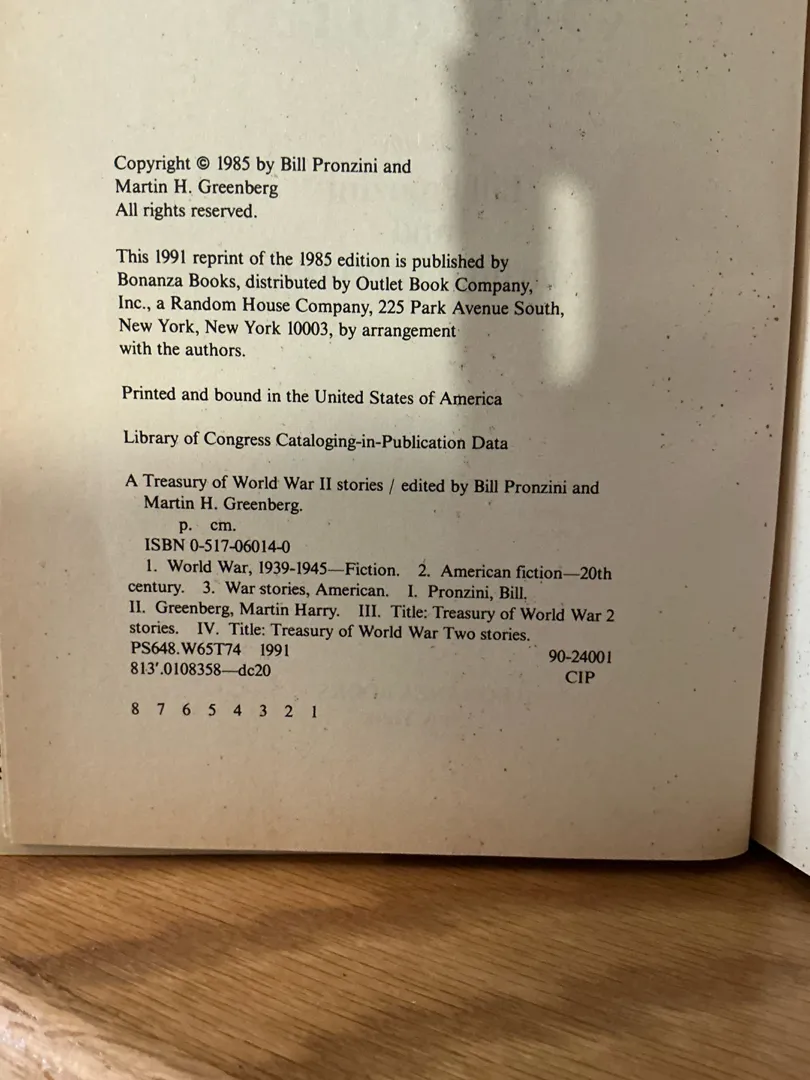 Copyright © 1985 by Bill Pronzini and
Martin H. Greenberg
All rights reserved.
This 1991 reprint of the 1985 edition is published by
Bonanza Books, distributed by Outlet Book Company,
Inc., a Random House Company, 225 Park Avenue South,
New York, New York 10003, by arrangement
with the authors.
Printed and bound in the United States of America
Library of Congress Cataloging-in-Publication Data
A Treasury of World War II stories / edited by Bill Pronzini and
Martin H. Greenberg.
p. cm.
ISBN 0-517-06014-0
1. World War, 1939-1945—Fiction. 2. American fiction—20th
century. 3. War stories, American. I. Pronzini, Bill.
II. Greenberg, Martin Harry. III. Title: Treasury of World War 2
stories. IV. Title: Treasury of World War Two stories.
PS648.W65T74 1991
813'.0108358—dc20
90-24001
CIP
8 7 6 5 4 3 2 1